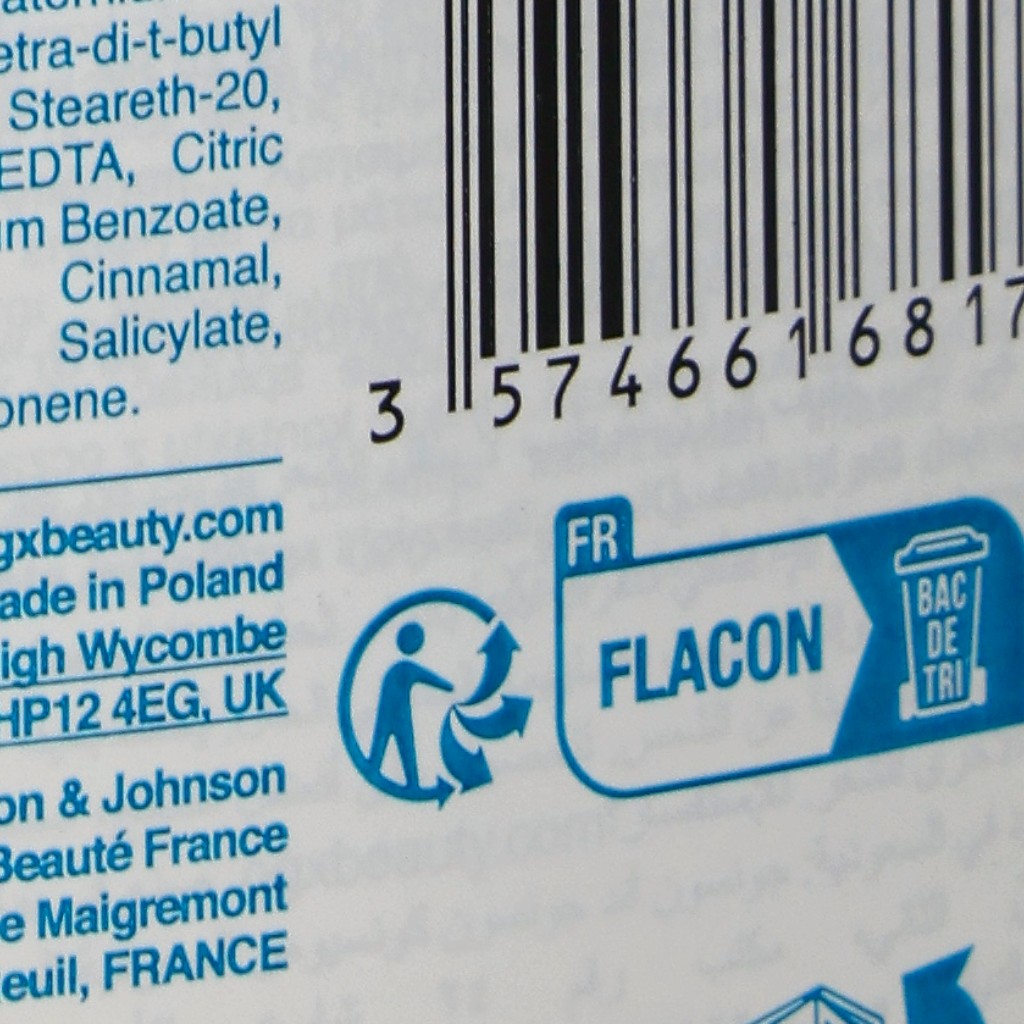 etra-di-t-butyl
Steareth-20,
EDTA, Citric
um Benzoate,
Cinnamal,
Salicylate,
onene.
gxbeauty.com
ade in Poland
igh Wycombe
HP12 4EG, UK
on & Johnson
Beauté France
e Maigremont
euil, FRANCE
3 574661 6817
FR
FLACON
BAC
DE
TRI